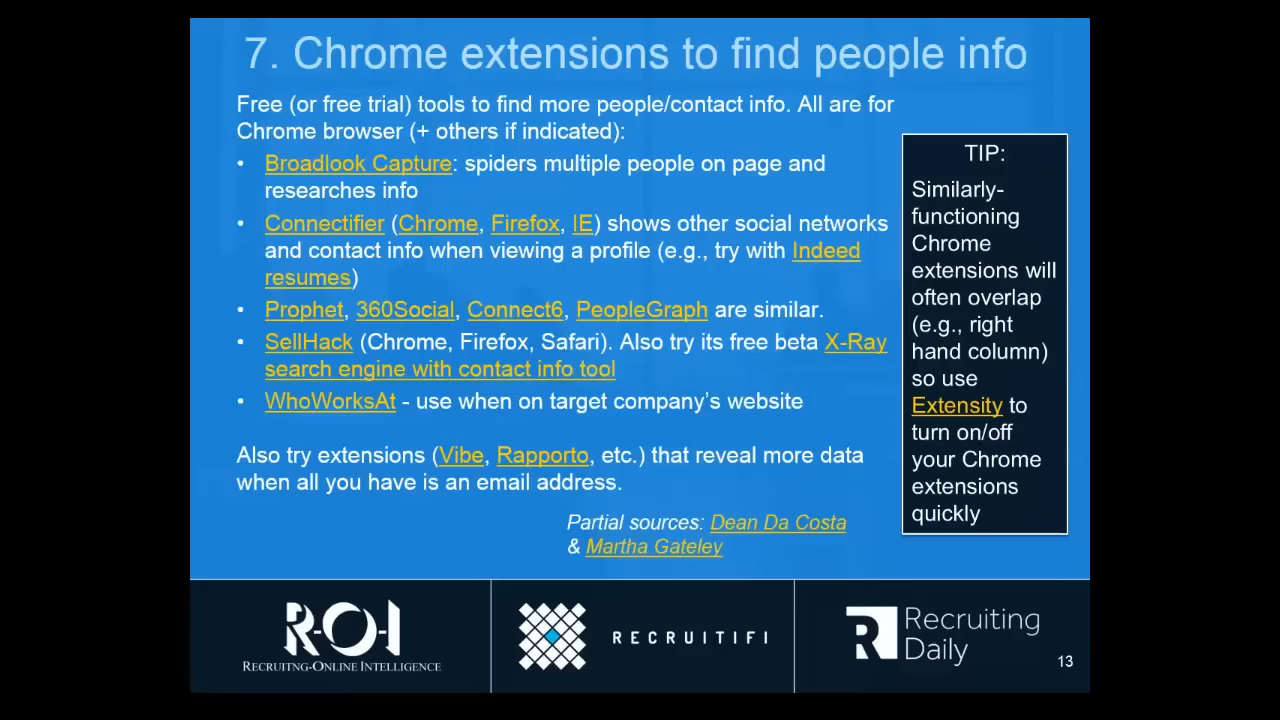 7. Chrome extensions to find people info
Free (or free trial) tools to find more people/contact info. All are for
Chrome browser (+ others if indicated):
• Broadlook Capture: spiders multiple people on page and
researches info
• Connectifier (Chrome, Firefox, IE) shows other social networks
and contact info when viewing a profile (e.g., try with Indeed
resumes)
• Prophet, 360Social, Connect6, PeopleGraph are similar.
• SellHack (Chrome, Firefox, Safari). Also try its free beta X-Ray
search engine with contact info tool
• WhoWorksAt - use when on target company's website
Also try extensions (Vibe, Rapporto, etc.) that reveal more data
when all you have is an email address.
Partial sources: Dean Da Costa
& Martha Gateley
TIP:
Similarly-
functioning
Chrome
extensions will
often overlap
(e.g., right
hand column)
so use
Extensity to
turn on/off
your Chrome
extensions
quickly
R-O-I
RECRUITNG-ONLINE INTELLIGENCE
RECRUITIFI
R
Recruiting
Daily
13